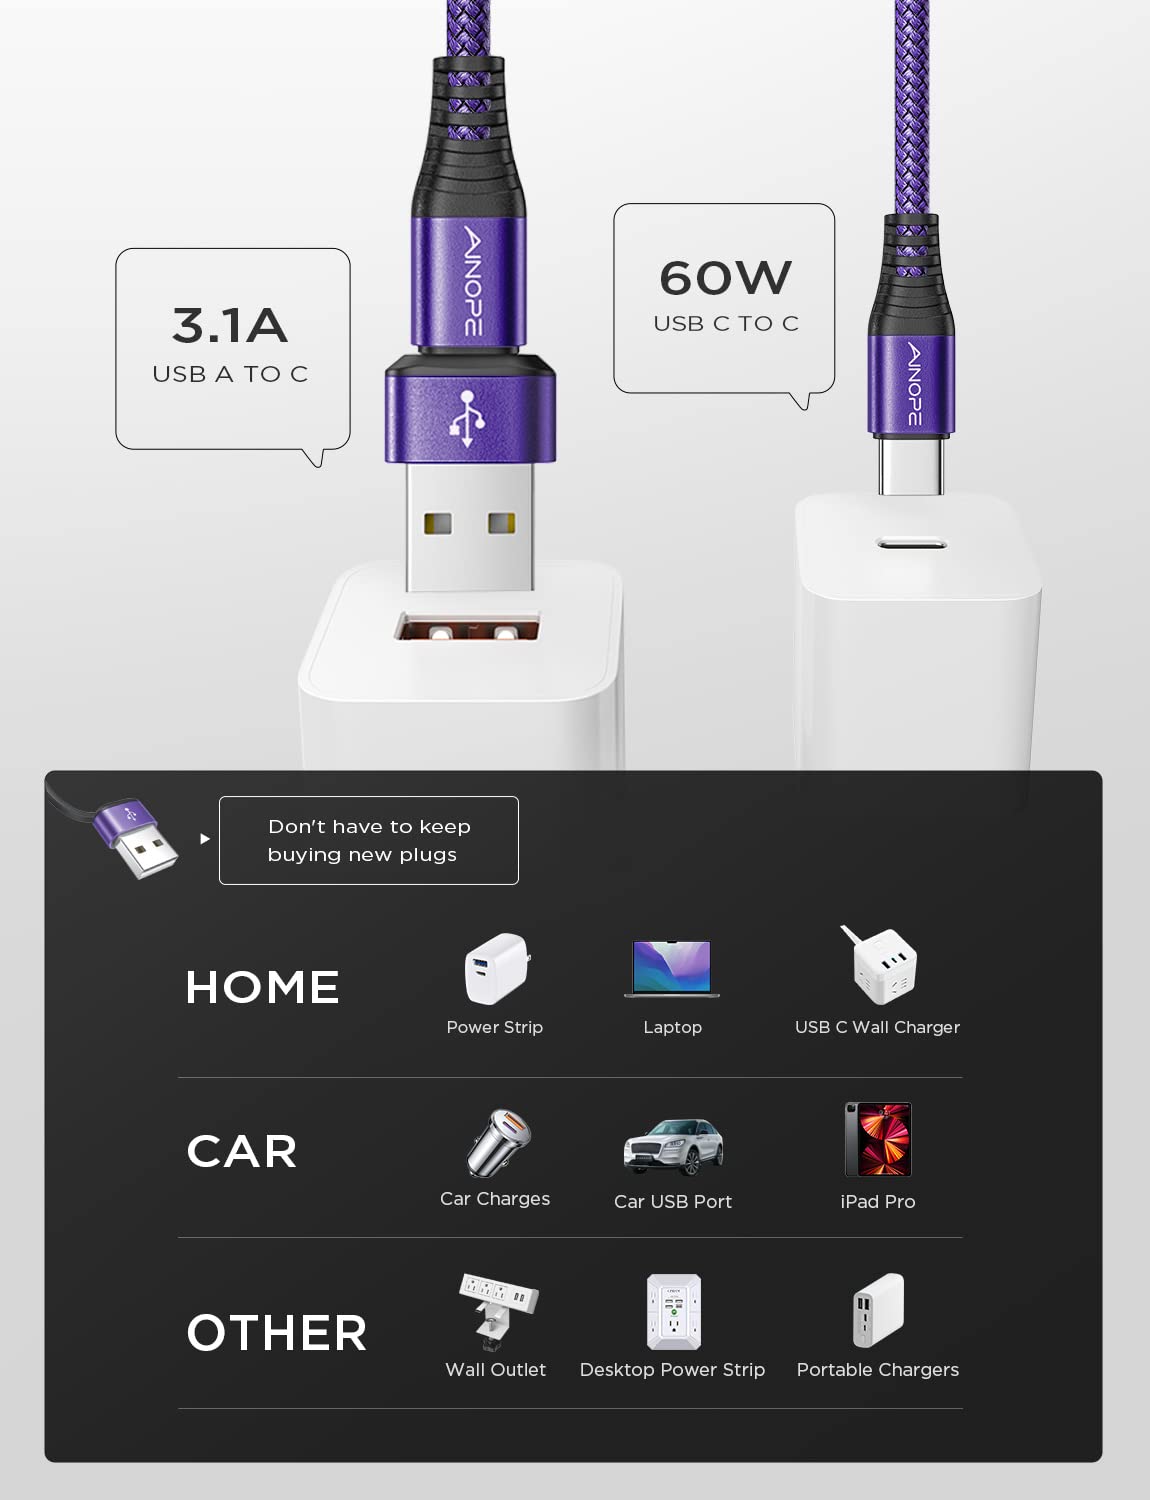 AINOPE
AINOPE
3.1A
USB A TO C
60W
USB C TO C
Don't have to keep
buying new plugs
HOME
Power Strip
Laptop
USB C Wall Charger
CAR
Car Charges
Car USB Port
iPad Pro
OTHER
Wall Outlet
Desktop Power Strip
Portable Chargers